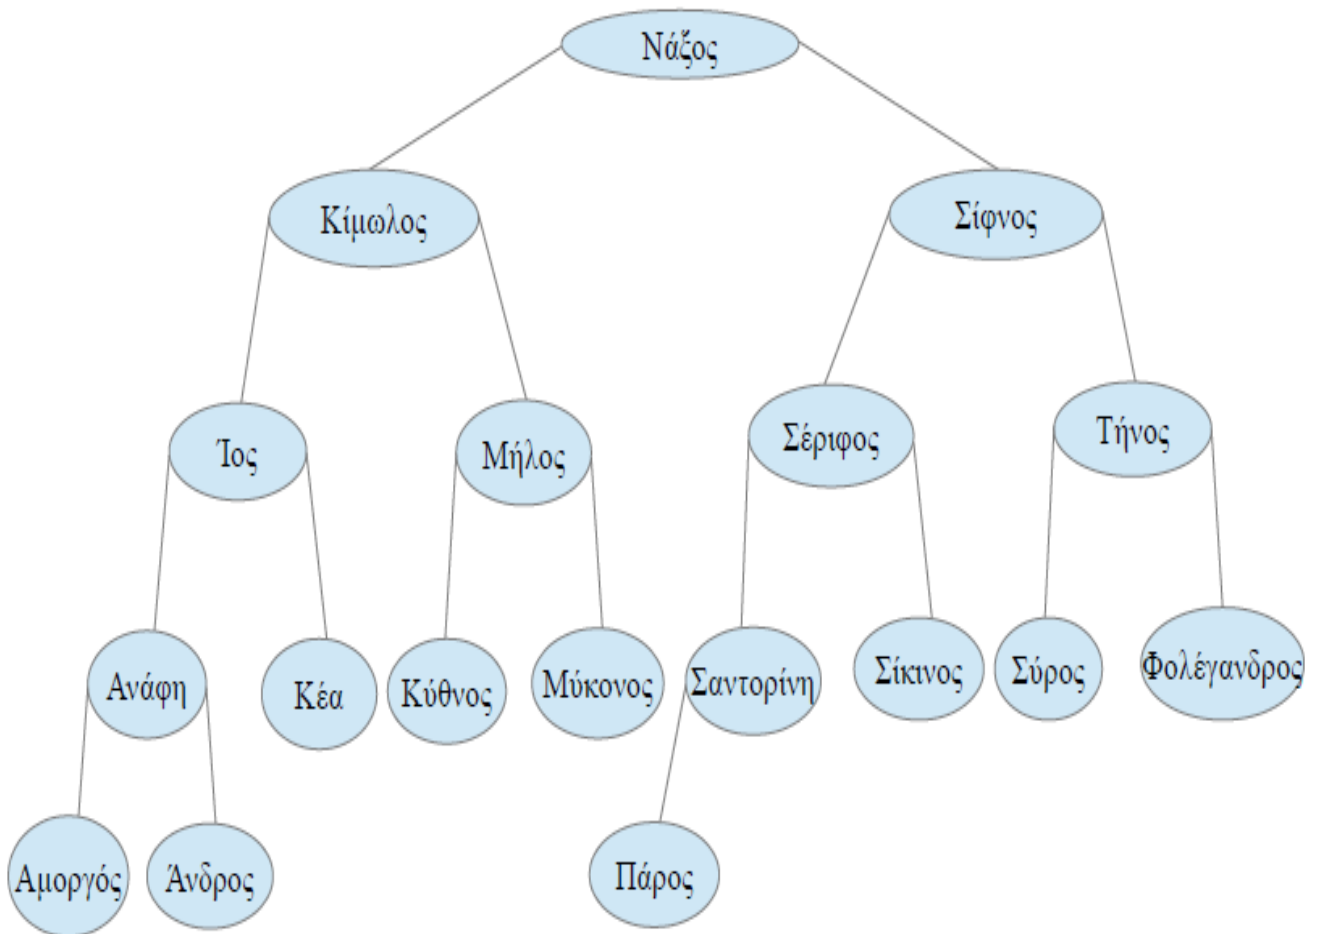 Νάξος
Κίμωλος
Σίφνος
Ίος
Μήλος
Σέριφος
Τήνος
Ανάφη
Κέα
Κύθνος
Μύκονος
Σαντορίνη
Σίκινος
Σύρος
Φολέγανδρος
Αμοργός
Άνδρος
Πάρος